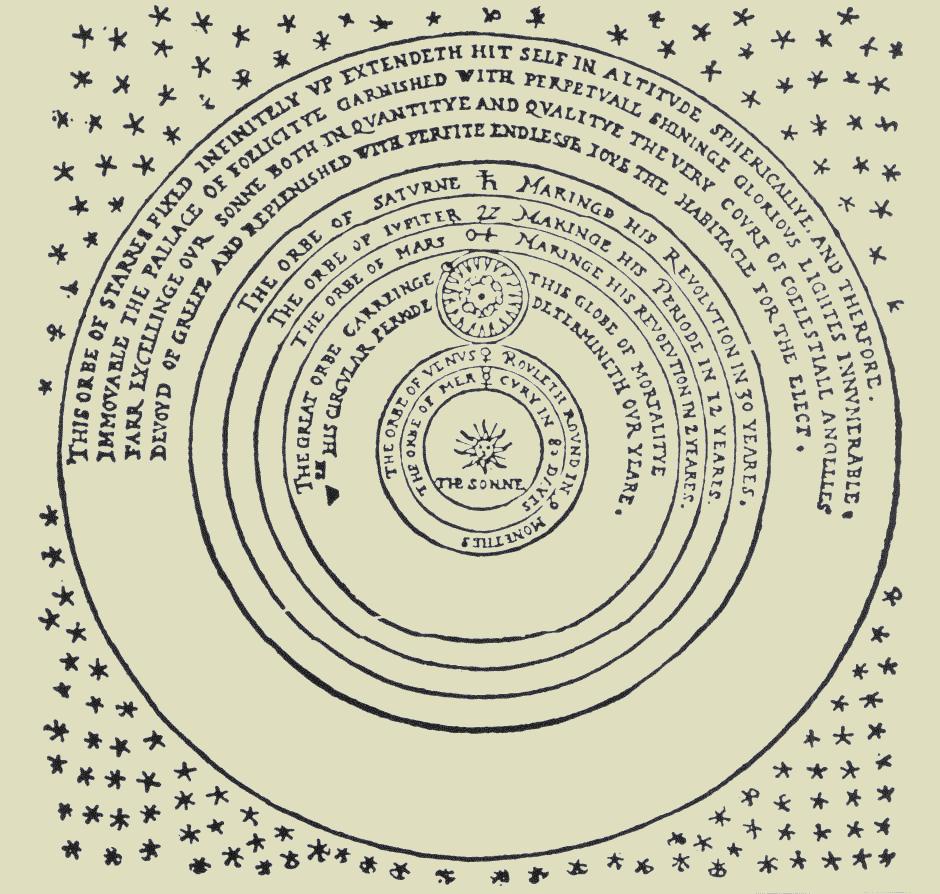 THIS ORBE OF STARRES FIXED INFINITELY VP EXTENDETH HIT SELF IN ALTITVDE SPHERICALLYE, AND THEREFORE.
IMMOVABLE THE PALLACE OF FOELICITYE GARNISHED WITH PERPETVALL SHININGE GLORIOVS LIGHTES INNVMERABLE.
FARR EXCELLINGE OVR SONNE BOTH IN QVANTITYE AND QVALITYE THE VERY COVRT OF COELESTIALL ANGELLES
DEVOYD OF GREIFE AND REPLENISHED WITH PERFITE ENDLESSE IOYE THE HABITACLE FOR THE ELECT.
THE ORBE OF SATVRNE ♄ MAKINGE HIS REVOLUTION IN 30 YEARES.
THE ORBE OF IVPITER ♃ MAKINGE HIS PERIODE IN 12 YEARES.
THE ORBE OF MARS ♂ MAKINGE HIS REVOLUTION IN 2 YEARES.
THE GREAT ORBE CARREINGE THIS GLOBE OF MORTALITYE
HIS CIRCVLAR PERIODE DETERMINETH OVR YEARE.
THE ORBE OF VENVS ♀ ROVLETH ROVND IN 9 MONETHES
THE ORBE OF MER ☿ CVRY IN 80 DAYES
THE SONNE